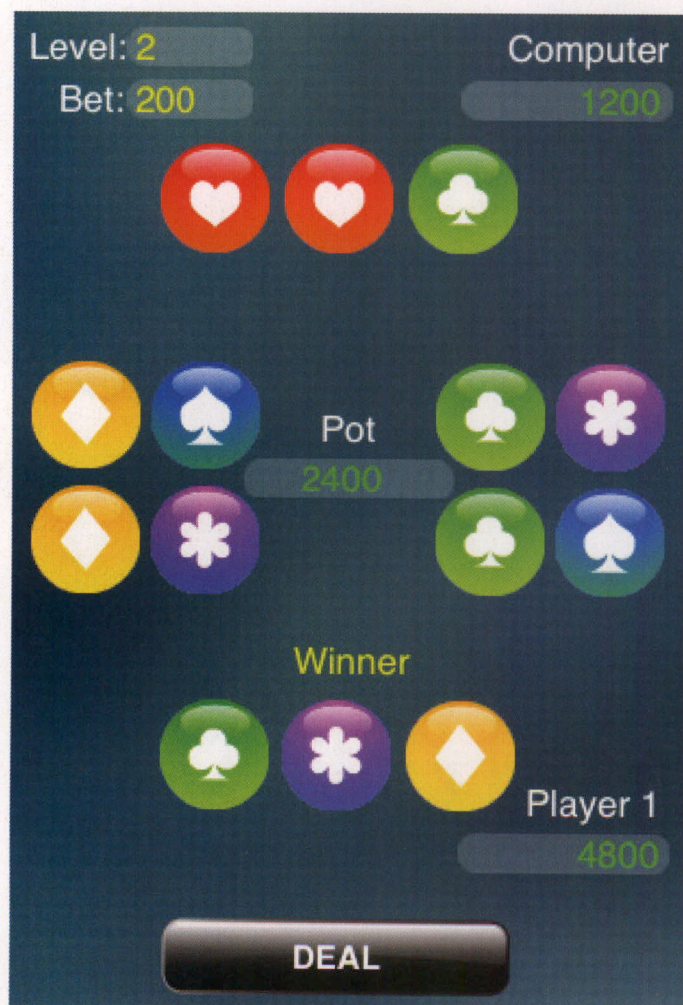 Level: 2
Computer
Bet: 200
1200
Pot
2400
Winner
Player 1
4800
DEAL